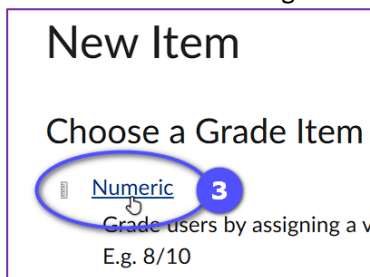 New Item
Choose a Grade Item
Numeric
3
Grade users by assigning a
E.g. 8/10